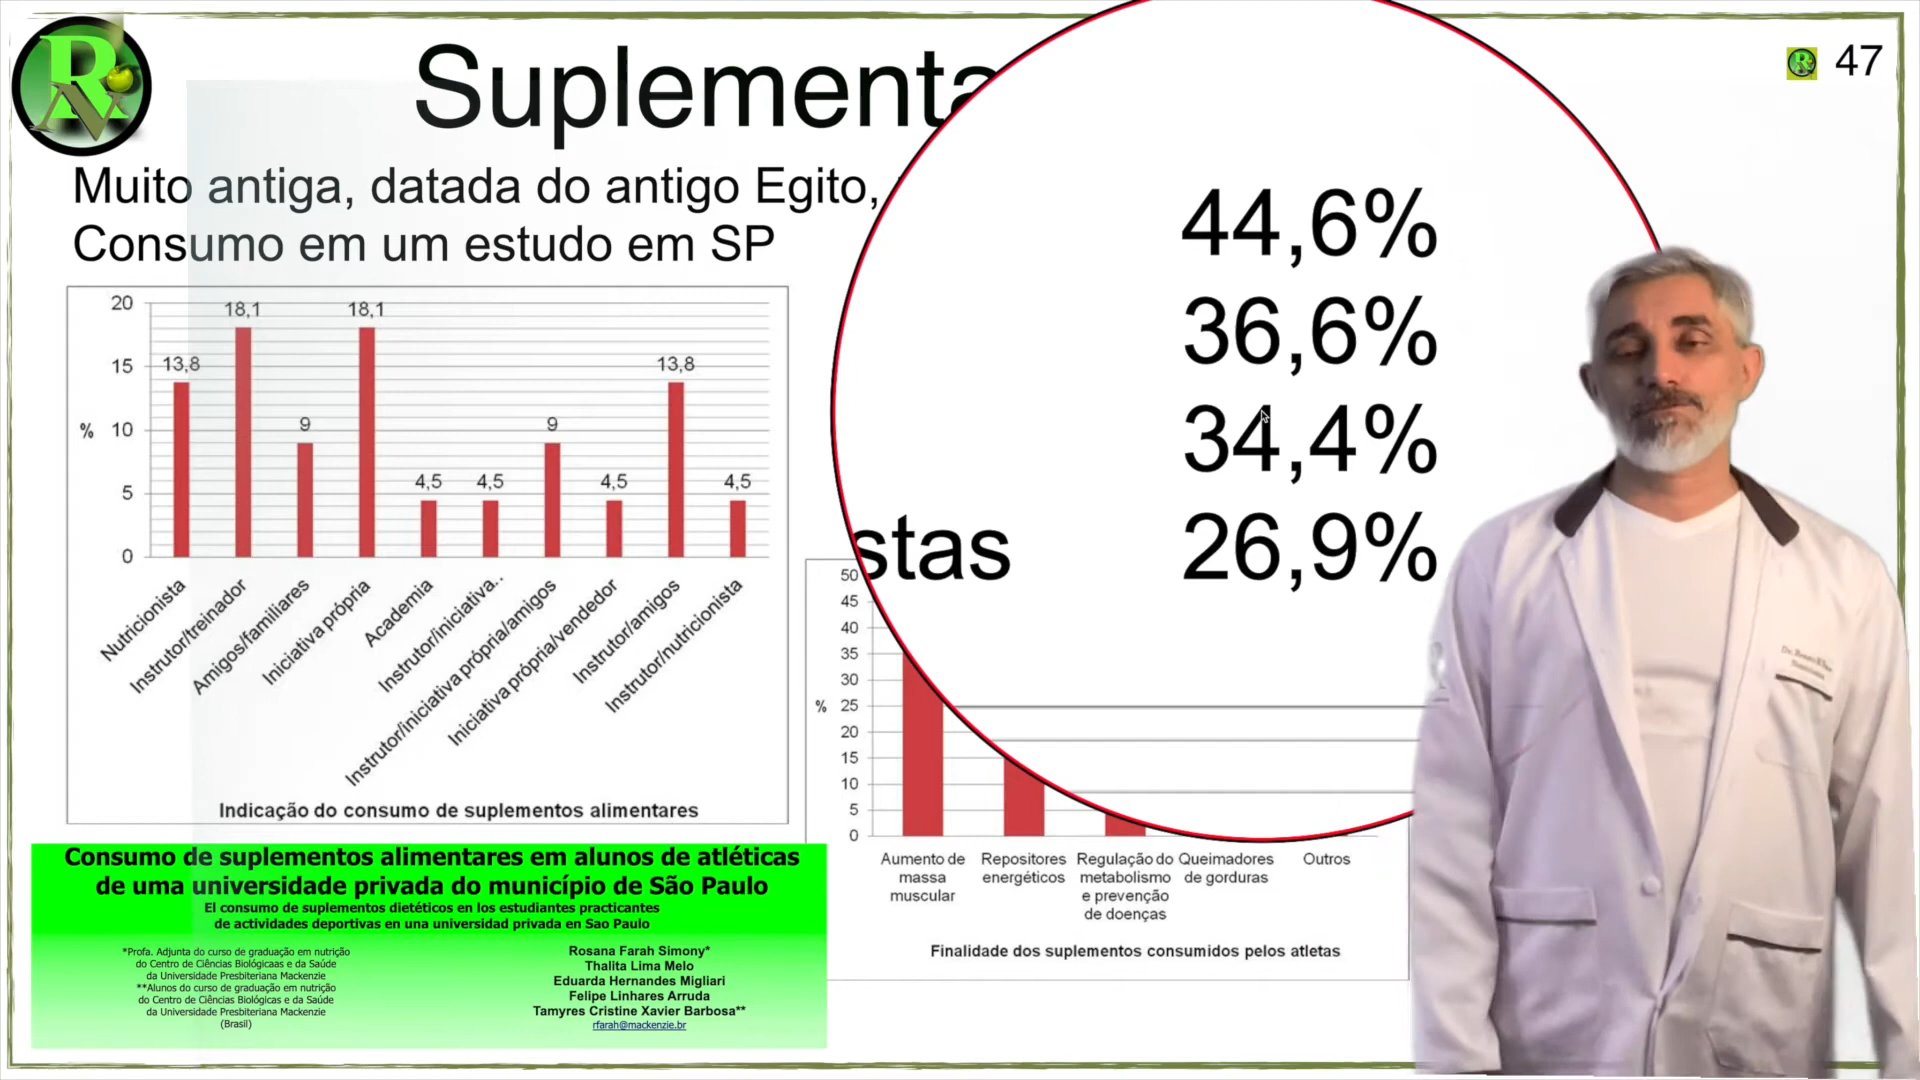 Suplementa
47
Muito antiga, datada do antigo Egito,
Consumo em um estudo em SP
44,6%
36,6%
34,4%
stas 26,9%
20
15
10
5
0
%
13,8
18,1
9
18,1
4,5
4,5
9
4,5
13,8
4,5
Nutricionista
Instrutor/treinador
Amigos/familiares
Iniciativa própria
Academia
Instrutor/iniciativa..
Instrutor/iniciativa própria/amigos
Iniciativa própria/vendedor
Instrutor/amigos
Instrutor/nutricionista
Indicação do consumo de suplementos alimentares
50
45
40
35
30
25
20
15
10
5
0
%
Aumento de
massa
muscular
Repositores
energéticos
Regulação do
metabolismo
e prevenção
de doenças
Queimadores
de gorduras
Outros
Finalidade dos suplementos consumidos pelos atletas
Consumo de suplementos alimentares em alunos de atléticas
de uma universidade privada do município de São Paulo
El consumo de suplementos dietéticos en los estudiantes practicantes
de actividades deportivas en una universidad privada en Sao Paulo
*Profa. Adjunta do curso de graduação em nutrição
do Centro de Ciências Biológicaas e da Saúde
da Universidade Presbiteriana Mackenzie
**Alunos do curso de graduação em nutrição
do Centro de Ciências Biológicas e da Saúde
da Universidade Presbiteriana Mackenzie
(Brasil)
Rosana Farah Simony*
Thalita Lima Melo
Eduarda Hernandes Migliari
Felipe Linhares Arruda
Tamyres Cristine Xavier Barbosa**
rfarah@mackenzie.br